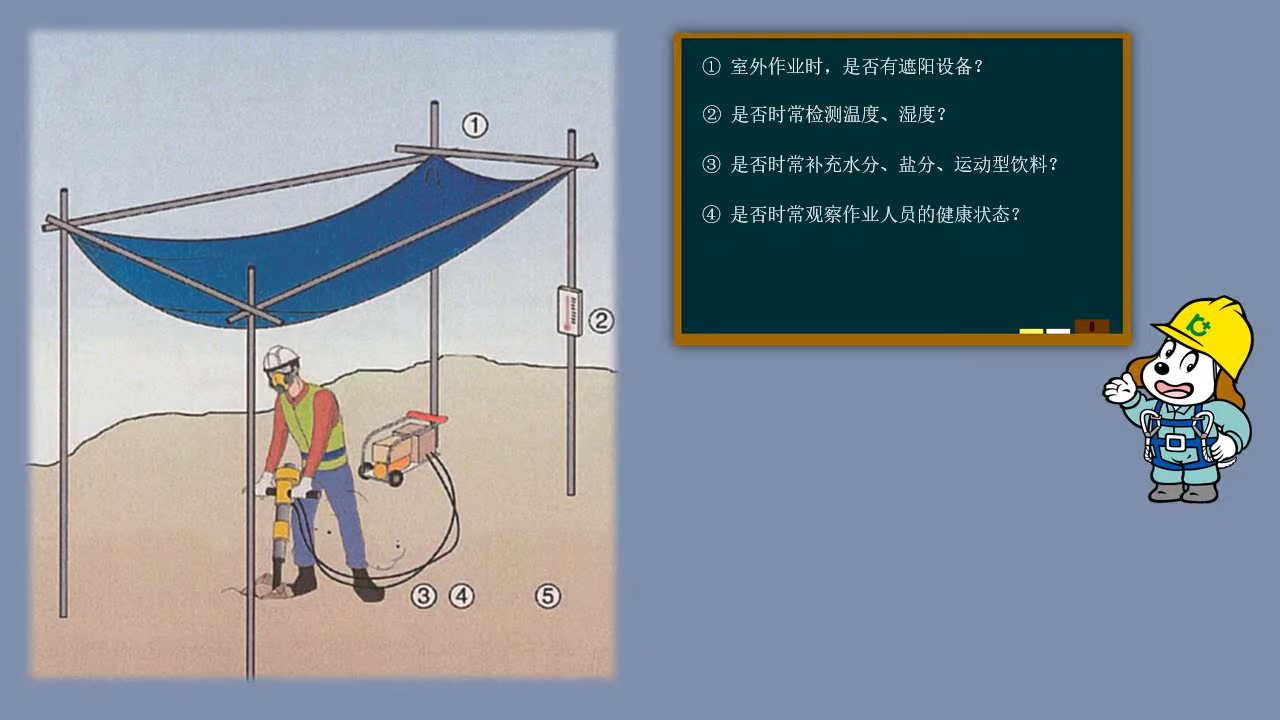 ①
②
③ ④ ⑤
① 室外作业时，是否有遮阳设备？
② 是否时常检测温度、湿度？
③ 是否时常补充水分、盐分、运动型饮料？
④ 是否时常观察作业人员的健康状态？